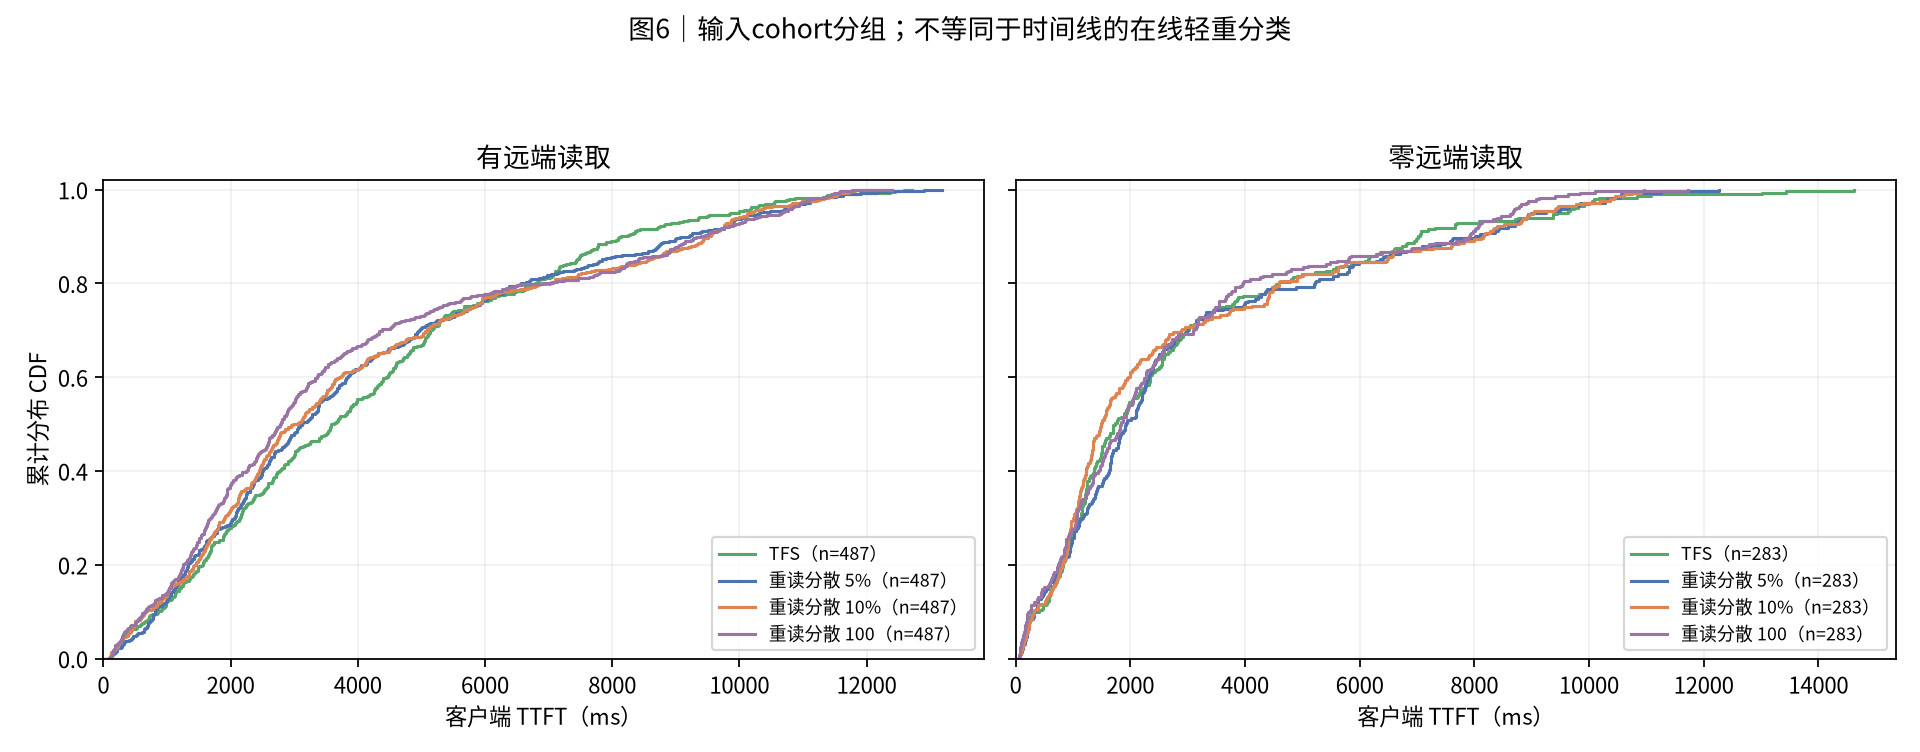 图6｜输入cohort分组；不等同于时间线的在线轻重分类
有远端读取
累计分布 CDF
1.0
0.8
0.6
0.4
0.2
0.0
TFS（n=487）
重读分散 5%（n=487）
重读分散 10%（n=487）
重读分散 100（n=487）
0 2000 4000 6000 8000 10000 12000
客户端 TTFT（ms）
零远端读取
TFS（n=283）
重读分散 5%（n=283）
重读分散 10%（n=283）
重读分散 100（n=283）
0 2000 4000 6000 8000 10000 12000 14000
客户端 TTFT（ms）